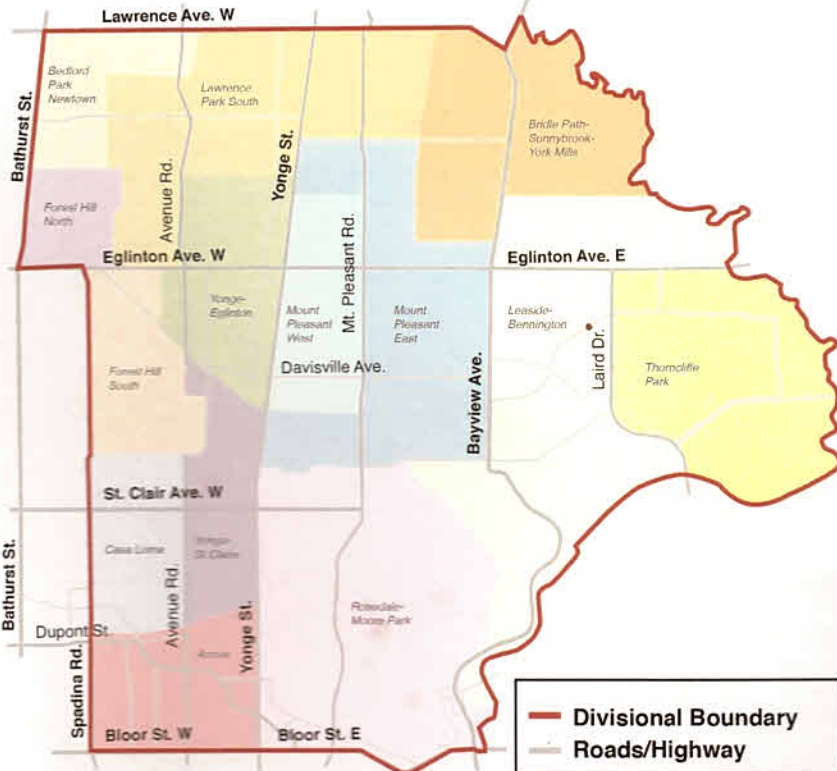 Lawrence Ave. W
Bedford
Park
Newtown
Lawrence
Park South
Bridle Path-
Sunnybrook-
York Mills
Bathurst St.
Yonge St.
Avenue Rd.
Forest Hill
North
Mt. Pleasant Rd.
Eglinton Ave. W
Eglinton Ave. E
Yonge-
Eglinton
Mount
Pleasant
West
Mount
Pleasant
East
Leaside-
Bennington
Laird Dr.
Thorncliffe
Park
Forest Hill
South
Davisville Ave.
Bayview Ave.
St. Clair Ave. W
Casa Loma
Yonge-
St.Clair
Bathurst St.
Avenue Rd.
Rosedale-
Moore Park
Dupont St.
Annex
Yonge St.
Spadina Rd.
Bloor St. W
Bloor St. E
Divisional Boundary
Roads/Highway